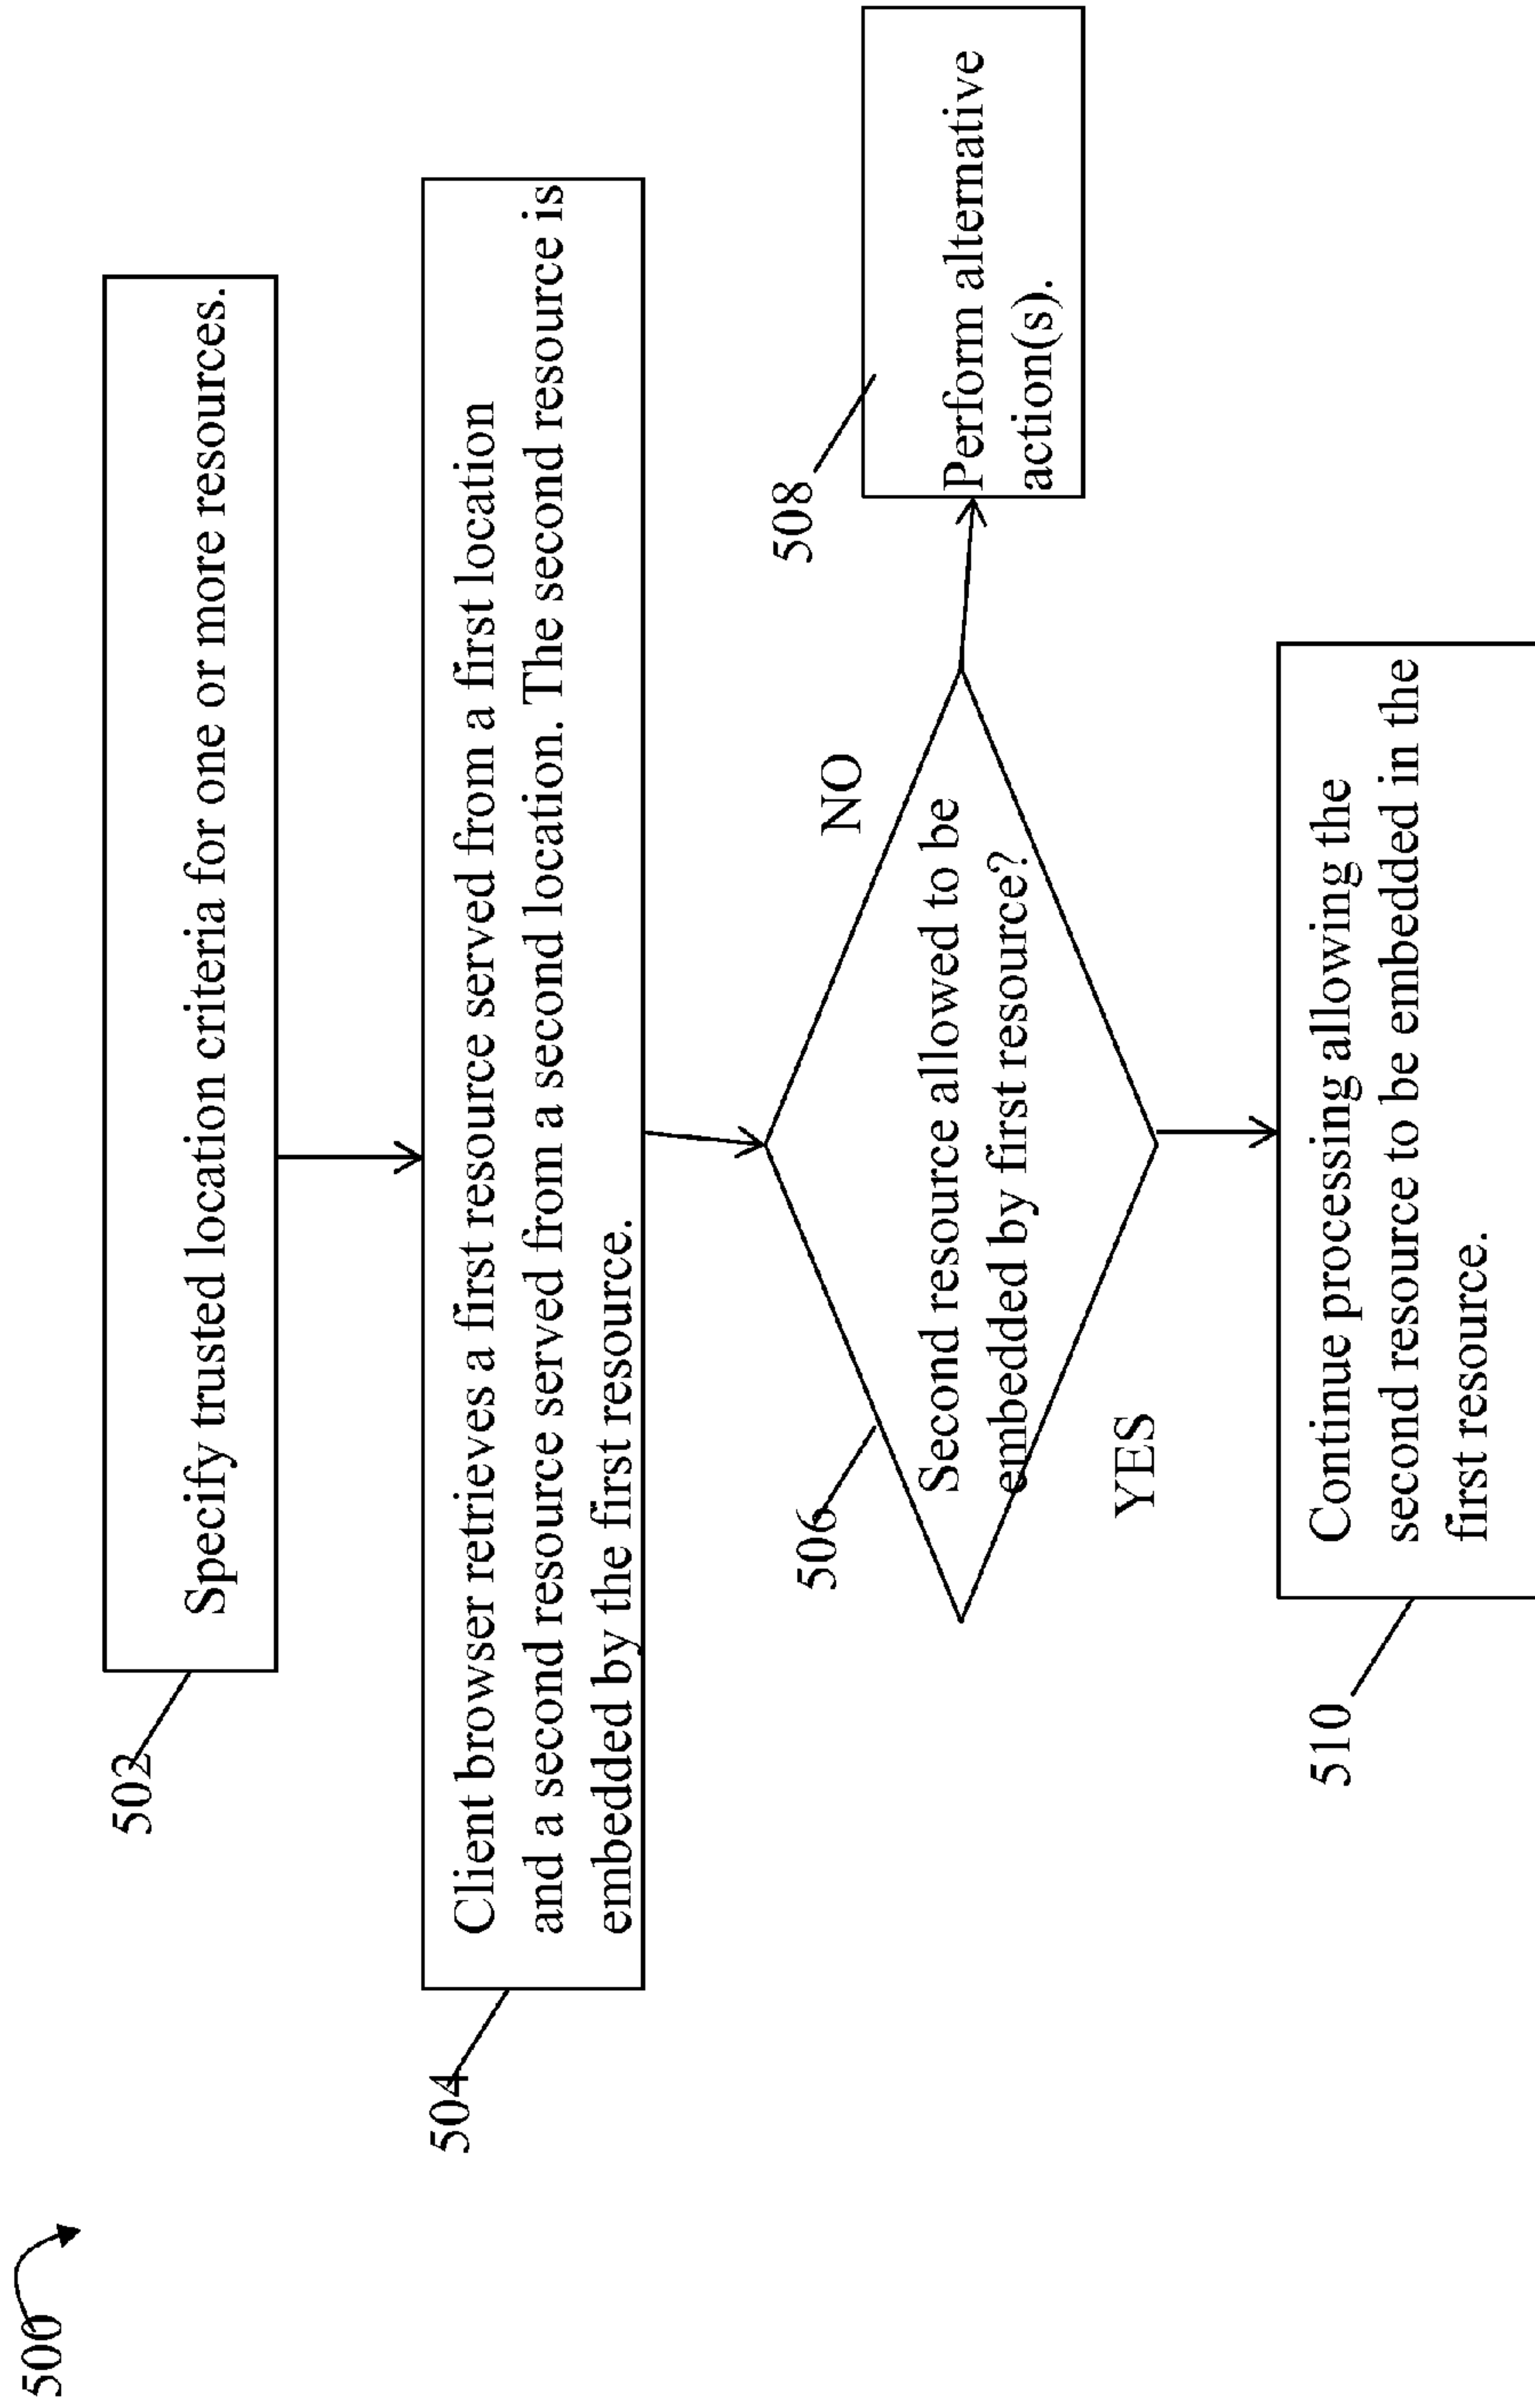 500
502
Specify trusted location criteria for one or more resources.
504
Client browser retrieves a first resource served from a first location
and a second resource served from a second location. The second resource is
embedded by the first resource.
506
Second resource allowed to be
embedded by first resource?
NO
508
Perform alternative
action(s).
YES
510
Continue processing allowing the
second resource to be embedded in the
first resource.